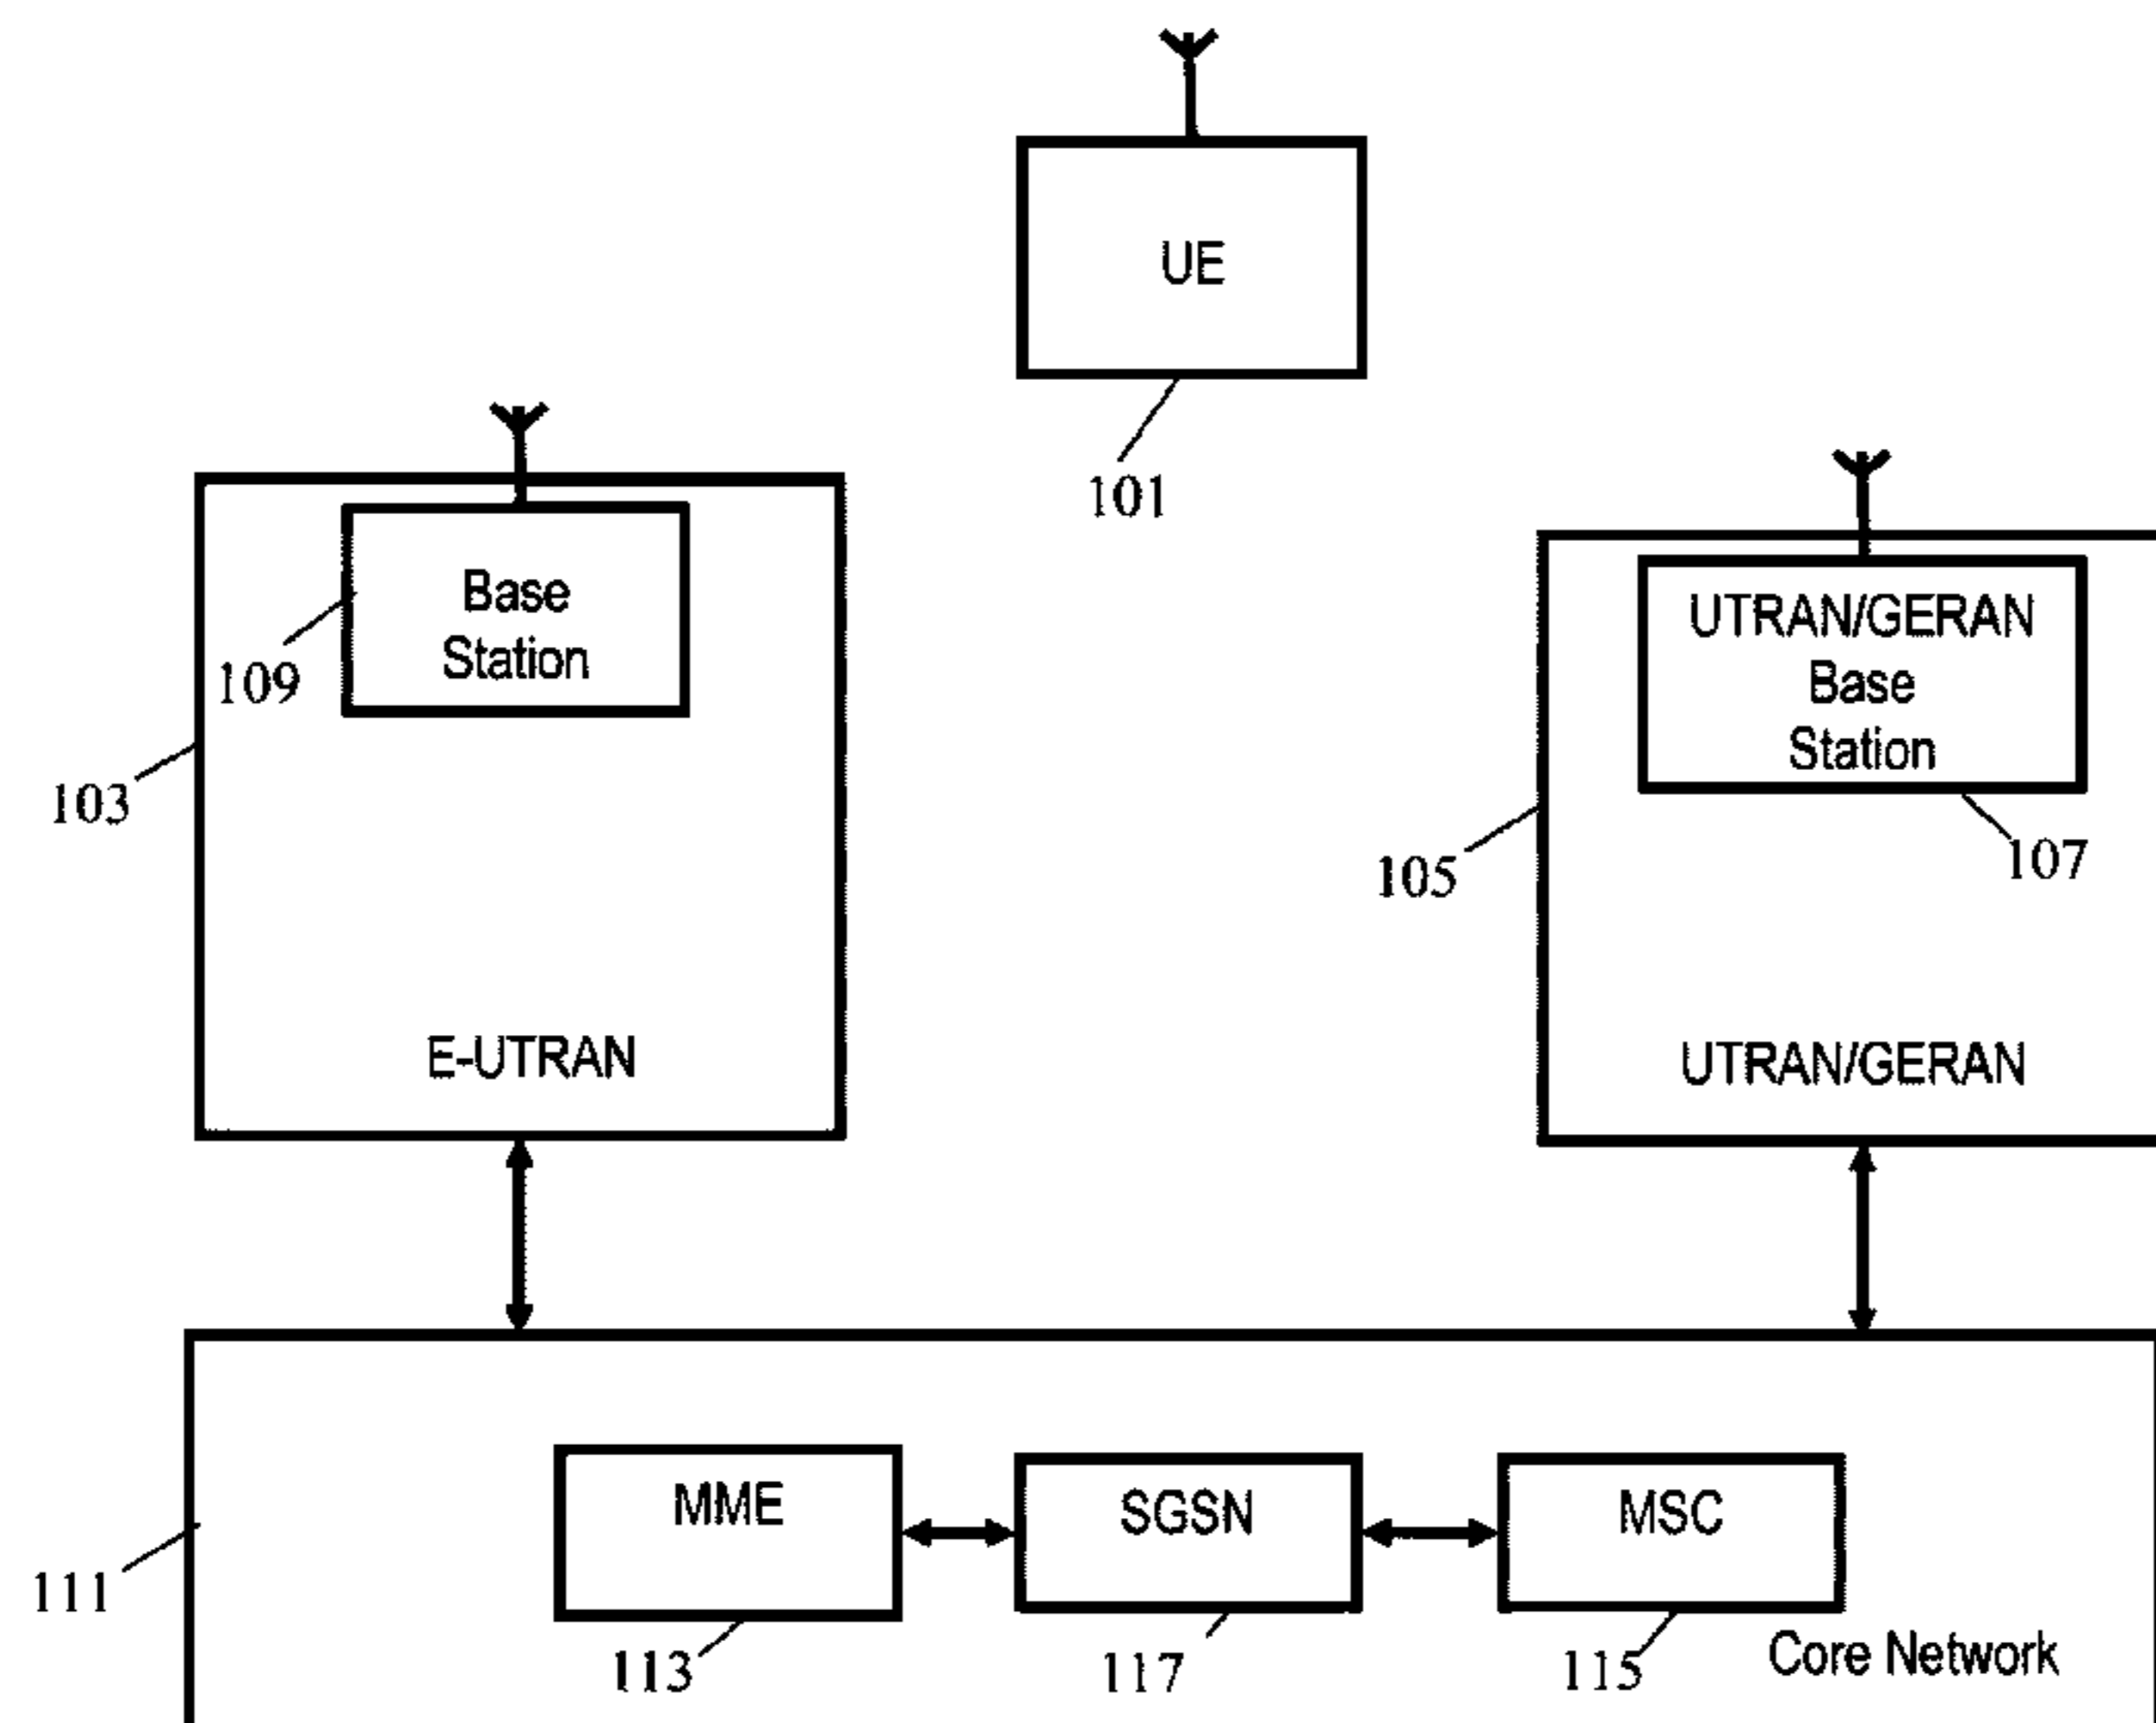 UE
101
Base
Station
109
103
E-UTRAN
UTRAN/GERAN
Base
Station
107
105
UTRAN/GERAN
111
MME
SGSN
MSC
113
117
115
Core Network